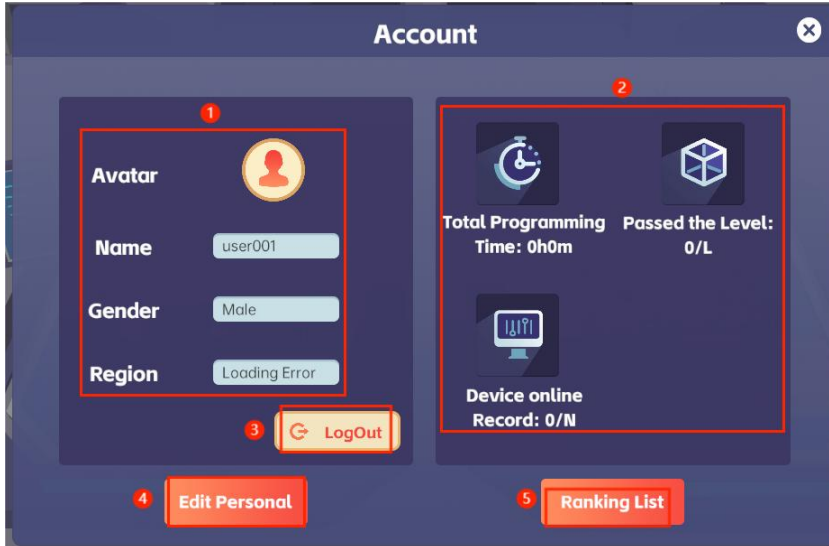 Account
1
2
Avatar
Name
user001
Gender
Male
Region
Loading Error
3
LogOut
Total Programming
Time: 0h0m
Passed the Level:
0/L
Device online
Record: 0/N
4
Edit Personal
5
Ranking List